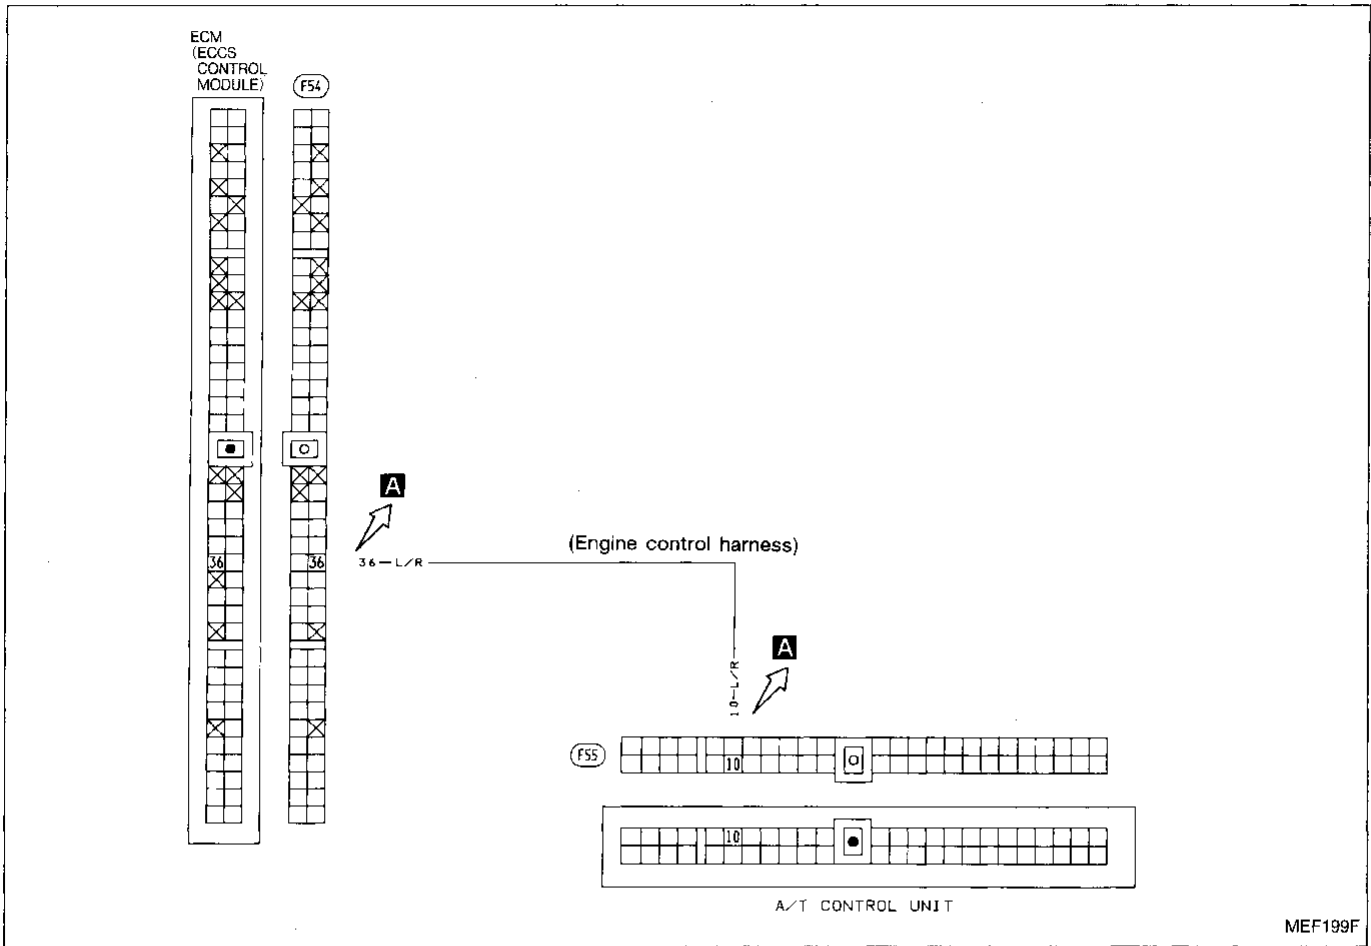 ECM
(ECCS
CONTROL
MODULE)
F54
A
(Engine control harness)
36 36 36-L/R
A
10-L/R
F55
10
10
A/T CONTROL UNIT
MEF199F